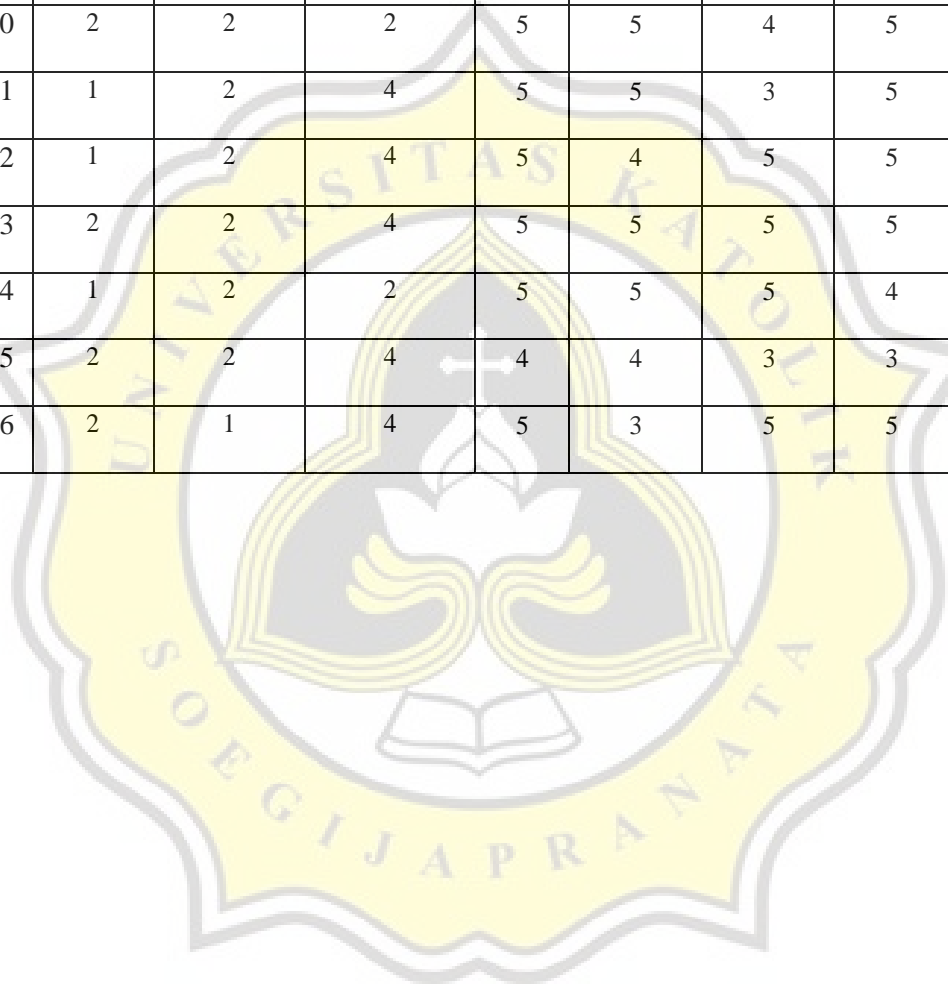 0 2 2 2 5 5 4 5
1 1 2 4 5 5 3 5
2 1 2 4 5 4 5 5
3 2 2 4 5 5 5 5
4 1 2 2 5 5 5 4
5 2 2 4 4 4 3 3
6 2 1 4 5 3 5 5
UNIVERSITAS KATOLIK
SOEGIJAPRANATA